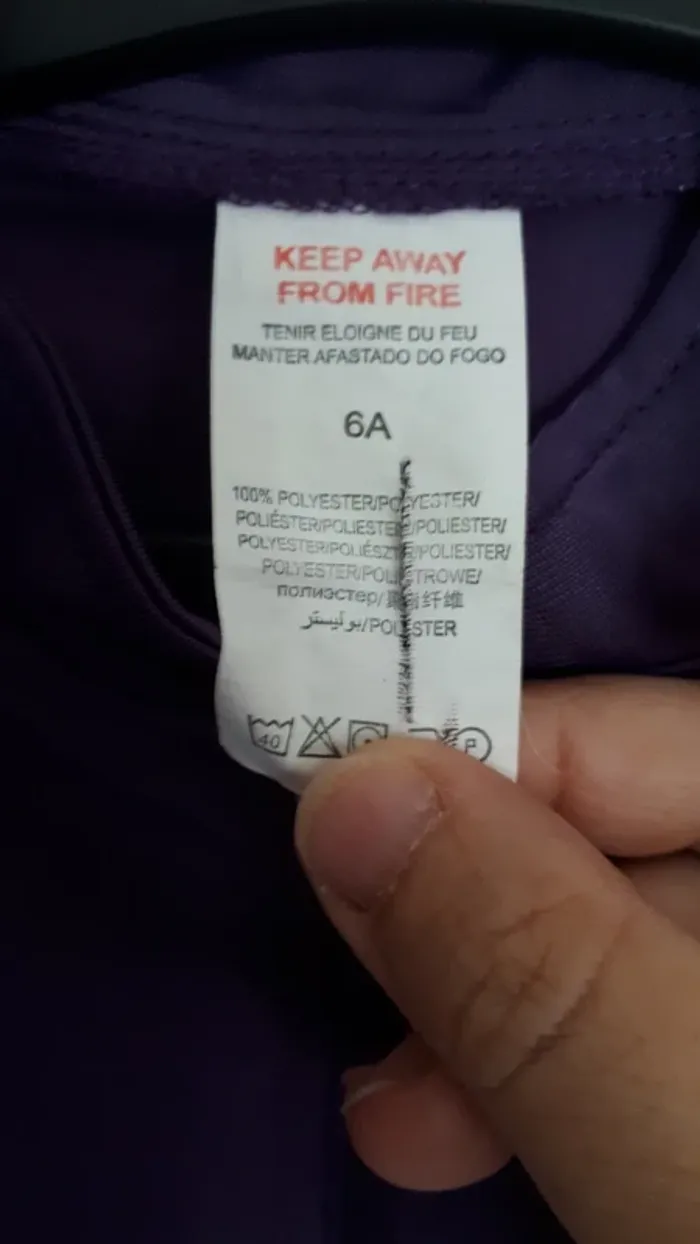 KEEP AWAY
FROM FIRE
TENIR ELOIGNE DU FEU
MANTER AFASTADO DO FOGO
6A
100% POLYESTER/POLYESTER/
POLIÉSTER/POLIESTER/POLIESTER/
POLYESTER/POLIÉSZTER/POLIESTER/
POLYESTER/POLIESTROWE/
полиэстер/聚酯纤维
بوليستر/POLIESTER
40
P